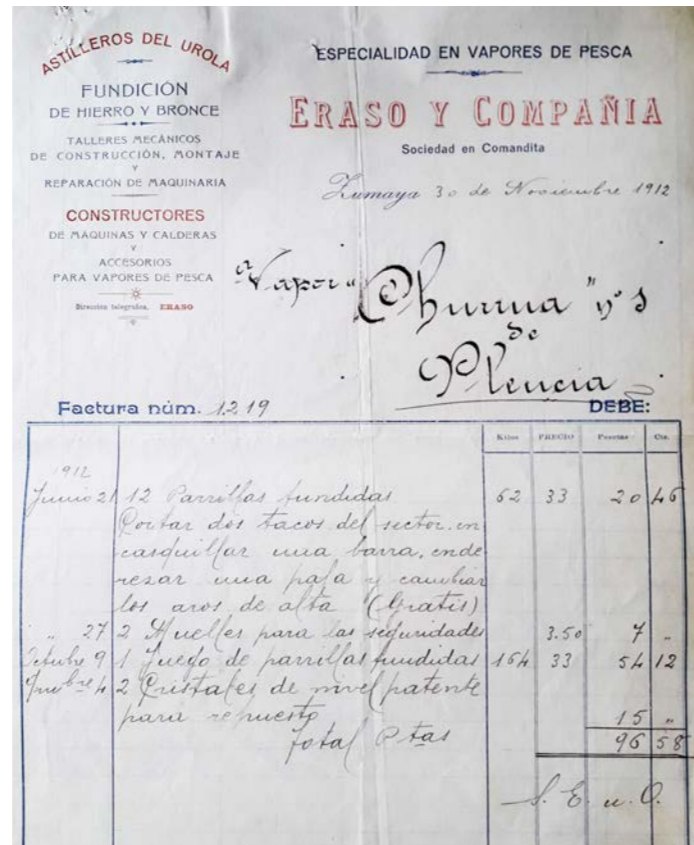 ASTILLEROS DEL UROLA
FUNDICIÓN
DE HIERRO Y BRONCE
TALLERES MECÁNICOS
DE CONSTRUCCIÓN, MONTAJE
Y
REPARACIÓN DE MAQUINARIA
CONSTRUCTORES
DE MÁQUINAS Y CALDERAS
Y
ACCESORIOS
PARA VAPORES DE PESCA
Dirección telegráfica. ERASO
ESPECIALIDAD EN VAPORES DE PESCA
ERASO Y COMPAÑIA
Sociedad en Comandita
Zumaya 30 de Noviembre 1912
Vapor "Churrua" nº 1
de
Plencia
Factura núm. 1219 DEBE:
Kilos PRECIO Pesetas Cts.
1912
Junio 21 12 Parrillas fundidas 62 33 20 46
Cortar dos tacos del sector, en
casquillar una barra, ende
rezar una pala y cambiar
los aros de alta (Gratis)
" 27 2 Muelles para las seguridades 3.50 7 "
Octubre 9 1 Juego de parrillas fundidas 164 33 54 12
4 2 Cristales de nivel patente
para repuesto 15 "
Total Ptas 96 58
S. E. u. O.